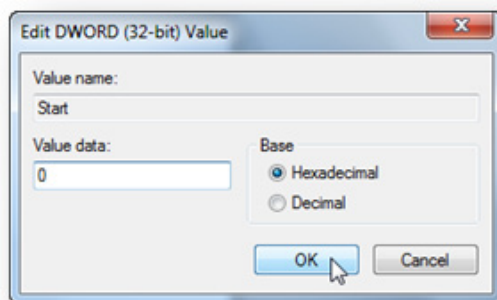 Edit DWORD (32-bit) Value
Value name:
Start
Value data:
0
Base
Hexadecimal
Decimal
OK
Cancel